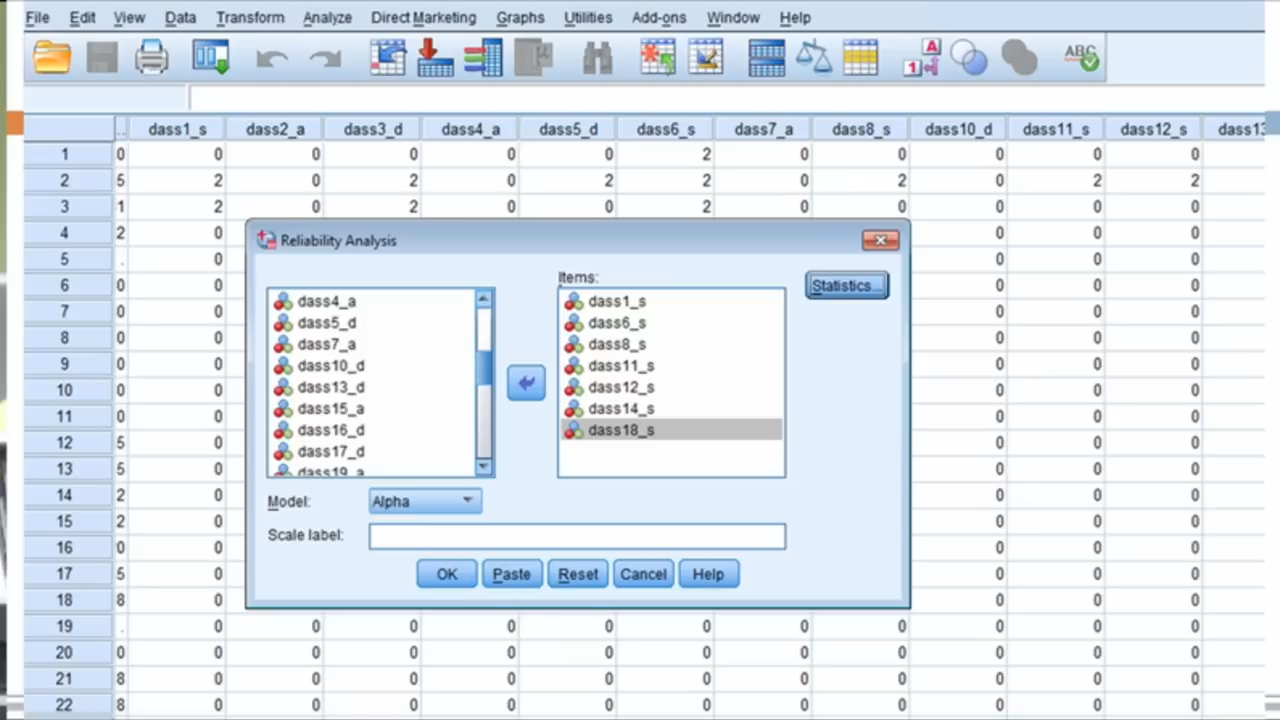 File Edit View Data Transform Analyze Direct Marketing Graphs Utilities Add-ons Window Help
A
1
ABC
.. dass1_s dass2_a dass3_d dass4_a dass5_d dass6_s dass7_a dass8_s dass10_d dass11_s dass12_s dass13
1 0 0 0 0 0 0 2 0 0 0 0 0
2 5 2 0 2 0 2 2 0 2 0 2 2
3 1 2 0 2 0 0 2 0 0 0 0 0
4 2 0 0 0 0
5 . 0 0 0 0
6 0 0 0 0 0
7 1 0 0 0 0
8 0 0 0 0 0
9 0 0 0 0 0
10 0 0 0 0 0
11 0 0 0 0 0
12 5 0 0 0 0
13 5 0 0 0 0
14 2 0 0 0 0
15 2 0 0 0 0
16 0 0 0 0 0
17 5 0 0 0 0
18 8 0 0 0 0
19 . 0 0 0 0 0 0 0 0 0 0 0
20 0 0 0 0 0 0 0 0 0 0 0 0
21 8 0 0 0 0 0 0 0 0 0 0 0
22 8 0 0 0 0 0 0 0 0 0 0 0
Reliability Analysis
Items:
Statistics...
dass4_a
dass5_d
dass7_a
dass10_d
dass13_d
dass15_a
dass16_d
dass17_d
dass19_a
dass1_s
dass6_s
dass8_s
dass11_s
dass12_s
dass14_s
dass18_s
Model: Alpha
Scale label:
OK Paste Reset Cancel Help